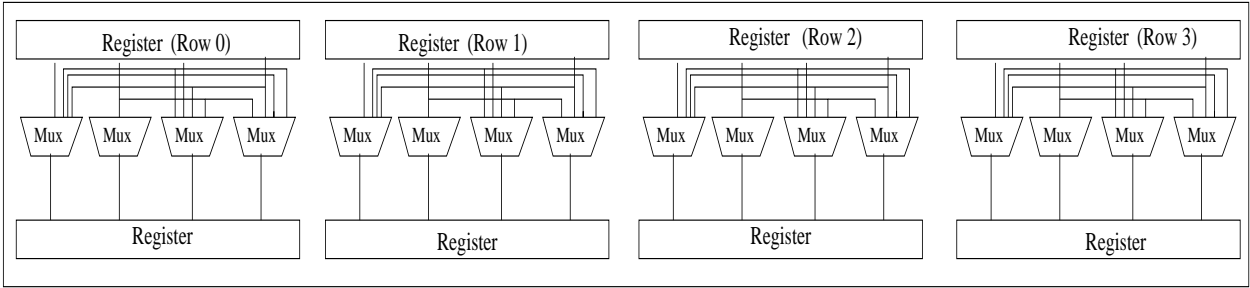 Register (Row 0)
Register (Row 1)
Register (Row 2)
Register (Row 3)
Mux Mux Mux Mux
Mux Mux Mux Mux
Mux Mux Mux Mux
Mux Mux Mux Mux
Register
Register
Register
Register